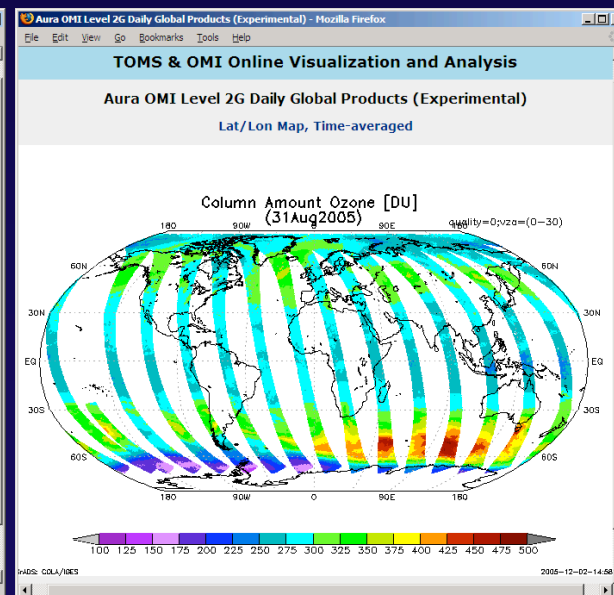 Aura OMI Level 2G Daily Global Products (Experimental) - Mozilla Firefox
File Edit View Go Bookmarks Tools Help
TOMS & OMI Online Visualization and Analysis
Aura OMI Level 2G Daily Global Products (Experimental)
Lat/Lon Map, Time-averaged
Column Amount Ozone [DU]
(31Aug2005)
quality=0;vza=(0-30)
180 90W 0 90E 180
60N 60N
30N 30N
EQ EQ
30S 30S
60S 60S
180 90W 0 90E 180
100 125 150 175 200 225 250 275 300 325 350 375 400 425 450 475 500
GrADS: COLA/IGES 2005-12-02-14:58